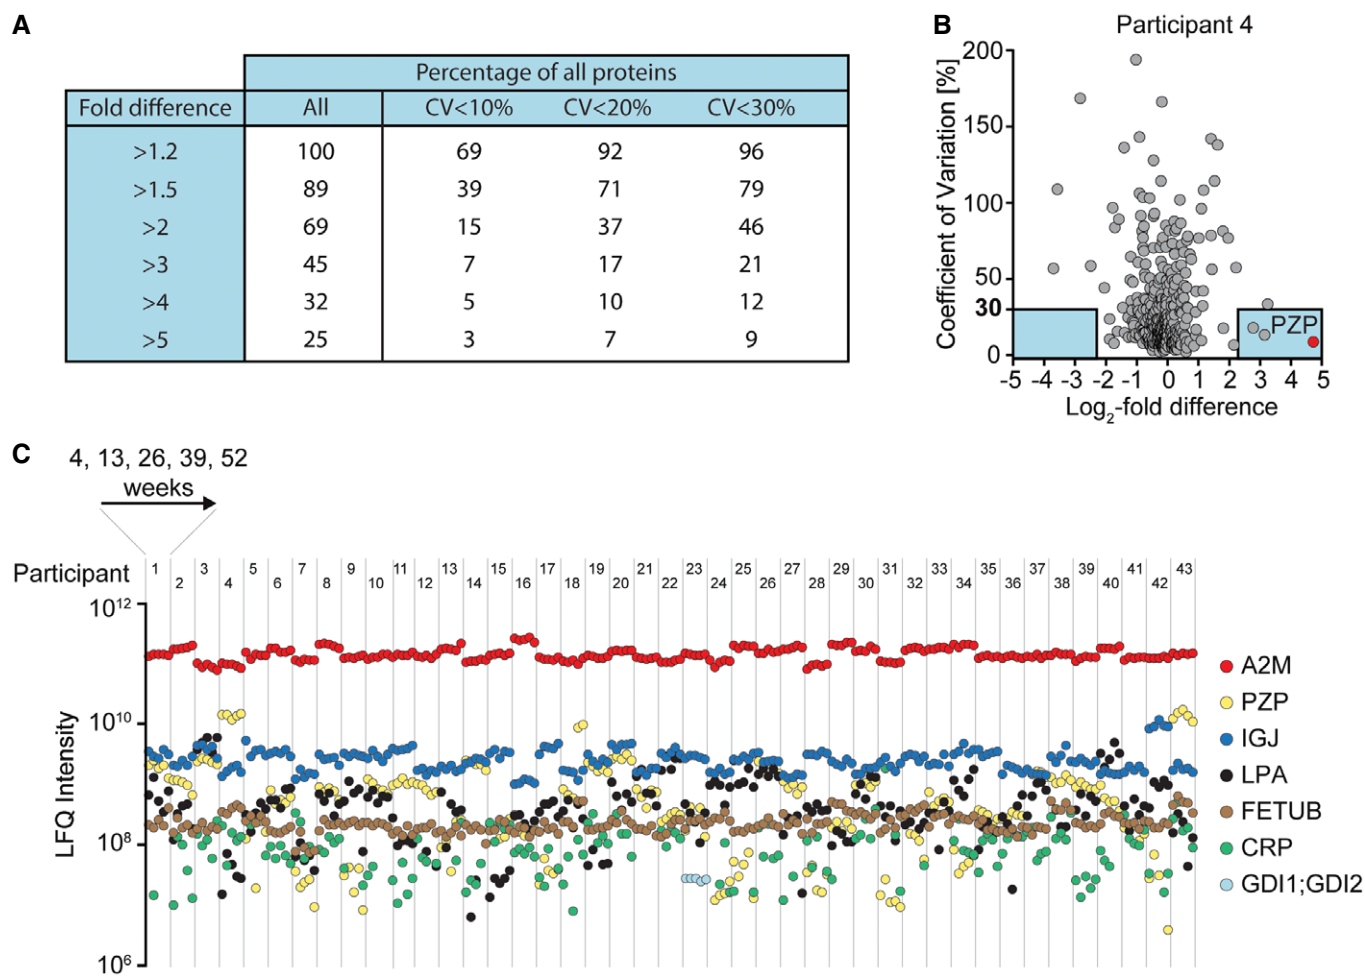 A
Percentage of all proteins
Fold difference All CV<10% CV<20% CV<30%
>1.2 100 69 92 96
>1.5 89 39 71 79
>2 69 15 37 46
>3 45 7 17 21
>4 32 5 10 12
>5 25 3 7 9
B
Participant 4
Coefficient of Variation [%]
200
150
100
50
30
0
PZP
-5 -4 -3 -2 -1 0 1 2 3 4 5
Log2-fold difference
C
4, 13, 26, 39, 52
weeks
Participant
1 3 5 7 9 11 13 15 17 19 21 23 25 27 29 31 33 35 37 39 41 43
2 4 6 8 10 12 14 16 18 20 22 24 26 28 30 32 34 36 38 40 42
LFQ Intensity
10^12
10^10
10^8
10^6
A2M
PZP
IGJ
LPA
FETUB
CRP
GDI1;GDI2